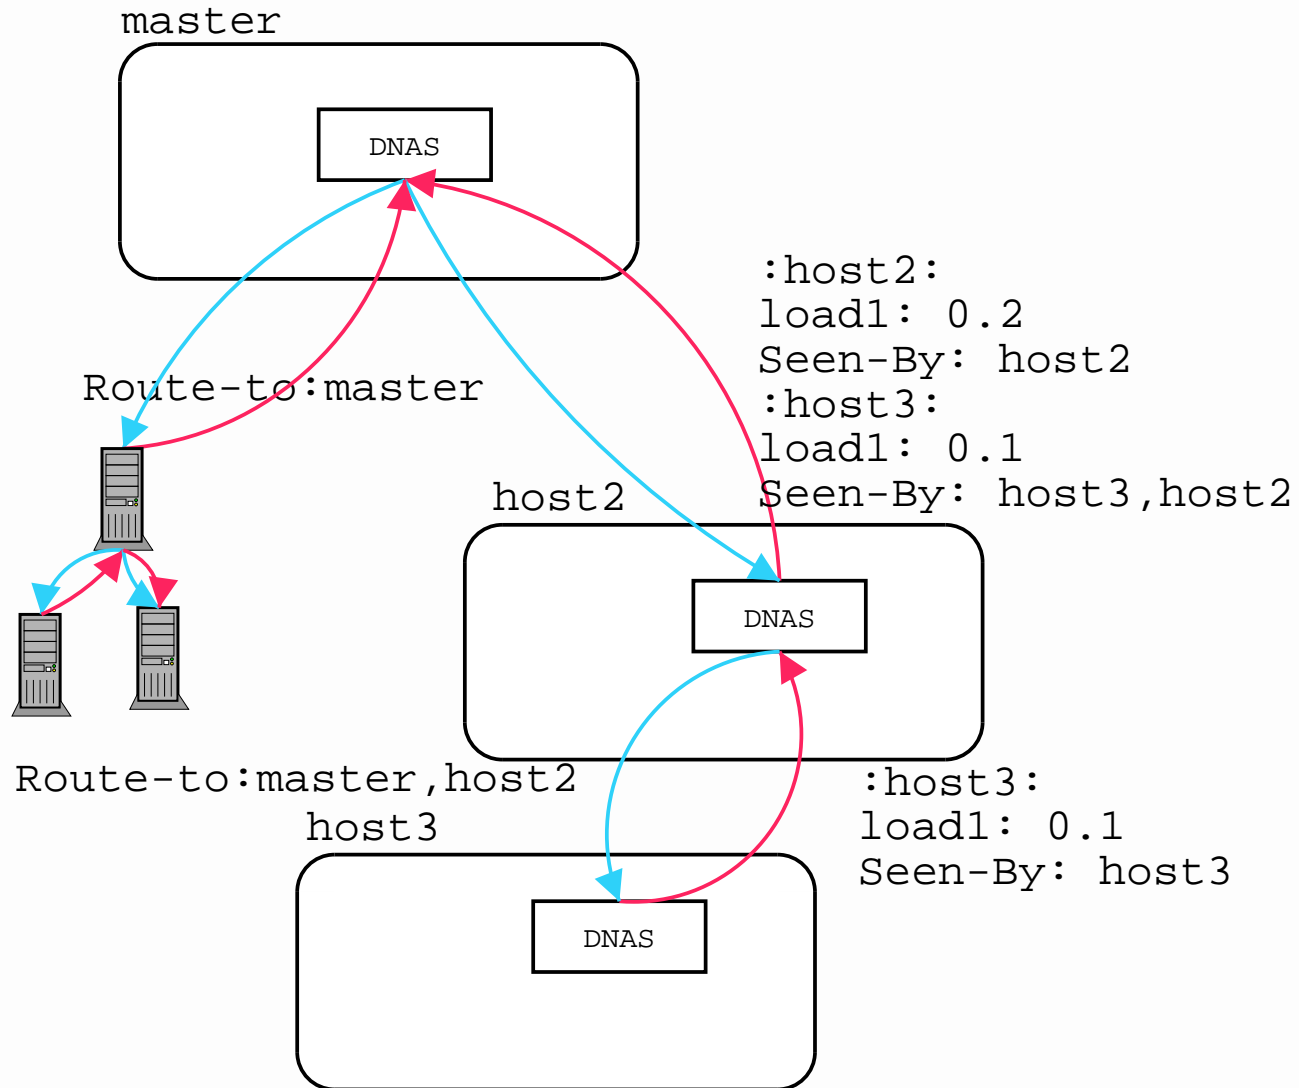 master
DNAS
:host2:
load1: 0.2
Seen-By: host2
:host3:
load1: 0.1
Seen-By: host3,host2
Route-to:master
host2
DNAS
Route-to:master,host2
:host3:
load1: 0.1
Seen-By: host3
host3
DNAS